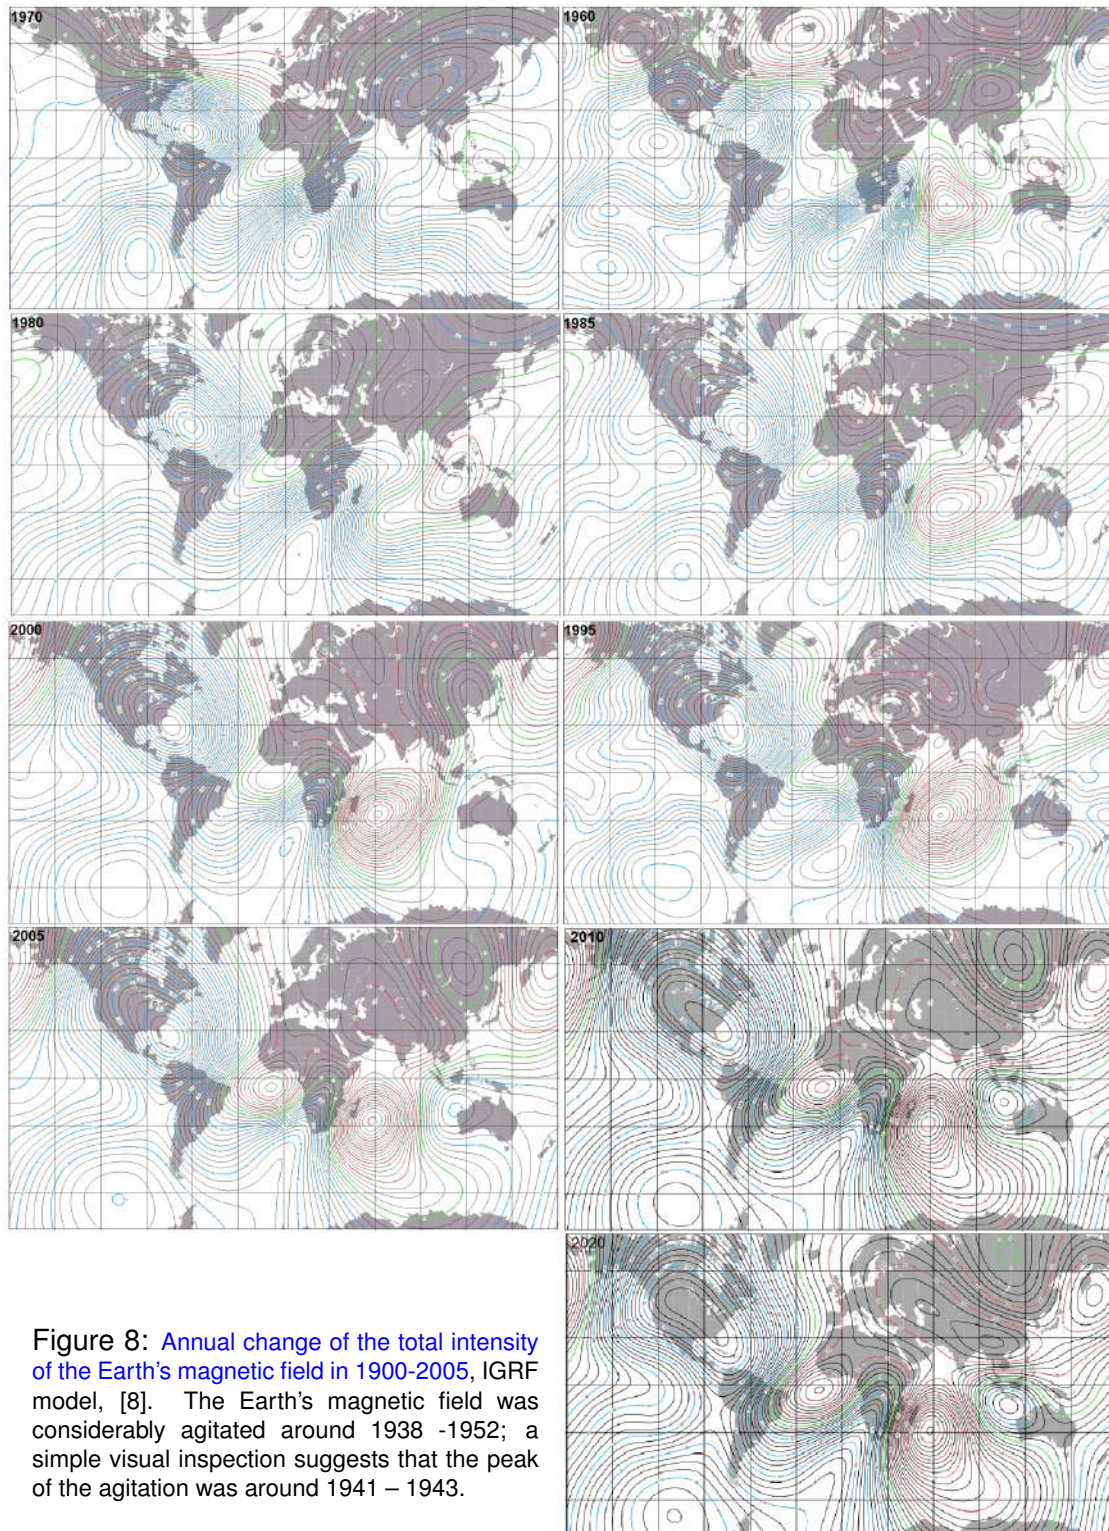 1970
1960
1980
1985
2000
1995
2005
2010
2020
Figure 8: Annual change of the total intensity
of the Earth's magnetic field in 1900-2005, IGRF
model, [8]. The Earth's magnetic field was
considerably agitated around 1938 -1952; a
simple visual inspection suggests that the peak
of the agitation was around 1941 – 1943.